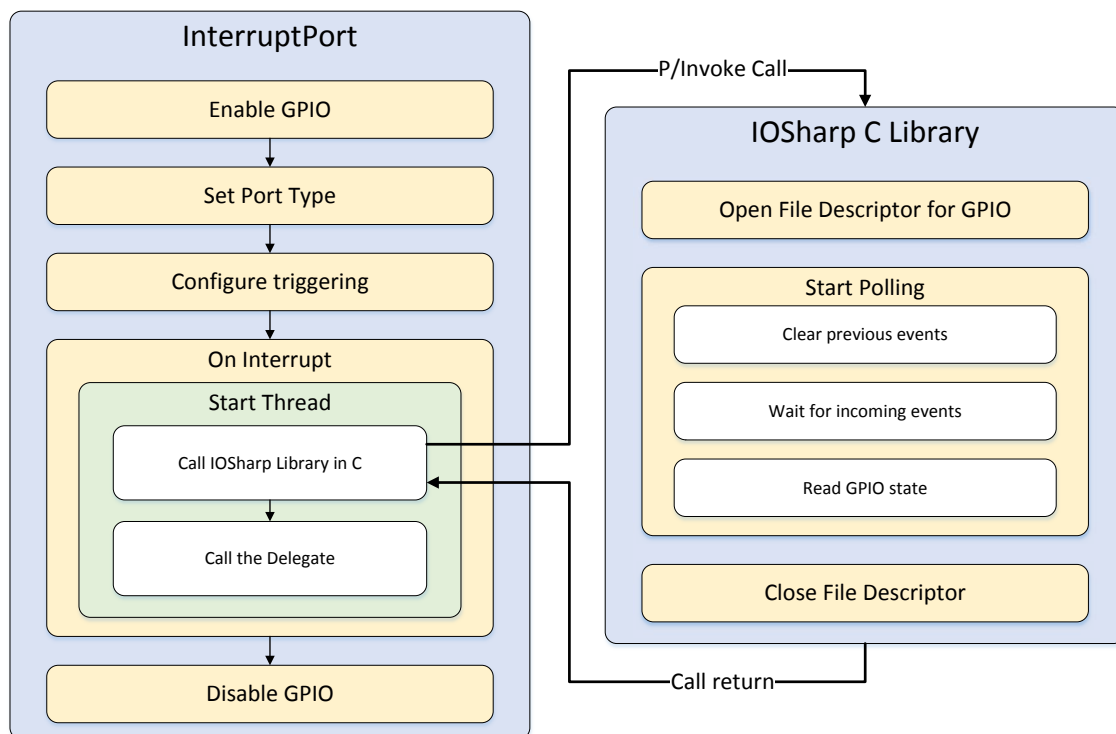 InterruptPort
Enable GPIO
Set Port Type
Configure triggering
On Interrupt
Start Thread
Call IOSharp Library in C
Call the Delegate
Disable GPIO
P/Invoke Call
IOSharp C Library
Open File Descriptor for GPIO
Start Polling
Clear previous events
Wait for incoming events
Read GPIO state
Close File Descriptor
Call return